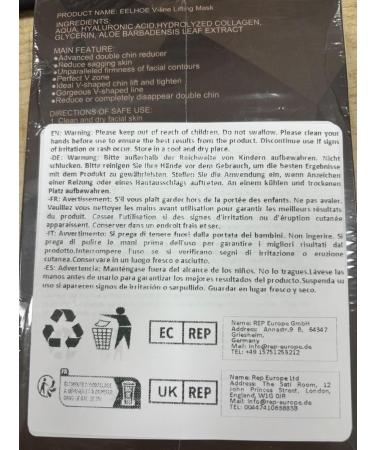 PRODUCT NAME: EELHOE V-line Lifting Mask
INGREDIENTS:
AQUA, HYALURONIC ACID,HYDROLYZED COLLAGEN,
GLYCERIN, ALOE BARBADENSIS LEAF EXTRACT
MAIN FEATURE:
●Advanced double chin reducer
●Reduce sagging skin
●Unparalleled firmness of facial contours
●Perfect V zone
●Ideal V-shaped chin lift and tighten
●Gorgeous V-shaped line
●Reduce or completely disappear double chin
DIRECTIONS OF SAFE USE:
1. Clean and dry facial skin
EN: Warning: Please keep out of reach of children. Do not swallow. Please clean your
hands before use to ensure the best results from the product. Discontinue use if signs
of irritation or rash occur. Store in a cool and dry place.
-DE: Warnung: Bitte außerhalb der Reichweite von Kindern aufbewahren. Nicht
schlucken. Bitte reinigen Sie Ihre Hände vor dem Gebrauch, um die besten Ergebnisse
mit dem Produkt zu gewährleisten. Stellen Sie die Anwendung ein, wenn Anzeichen
einer Reizung oder eines Hautausschlags auftreten. An einem kühlen und trockenen
Platz aufbewahren.
-FR: Avertissement: S'il vous plaît garder hors de la portée des enfants. Ne pas avaler.
Vauillez vous nettoyer les mains avant utilisation pour garantir les meilleurs résultats
du produit. Cesser l'utilisation si des signes d'irritation ou d'éruption cutanée
apparaissent. Conserver dans un endroit frais et sec.
-IT: Avvertimento: Si prega di tenere fuori dalla portata dei bambini. Non ingerire. Si
prega di pulire le mani prima dell'uso per garantire i migliori risultati dal
prodotto.Interrompere l'uso se si verificano segni di irritazione o eruzione
cutanea.Conservare in un luogo fresco e asciutto.
-ES: Advertencia: Manténgase fuera del alcance de los niños. No lo tragues.Lávese las
manos antes de usarlo para garantizar los mejores resultados del producto.Suspenda su
uso si aparecen signos de irritación o sarpullido. Guardar en lugar fresco y seco.
EC REP
Name: REP Europe GmbH
Address: Annastr.9 B, 64347
Griesheim,
Germany
Mail: info@rep-europe.com
TEL: +49 15751253212
UK REP
Name: REP Europe Ltd
Address: The Sati Room, 12
John Princes Street, London,
England, W1G 0JR
Mail: info@rep-europe.com
TEL: 00447410698838